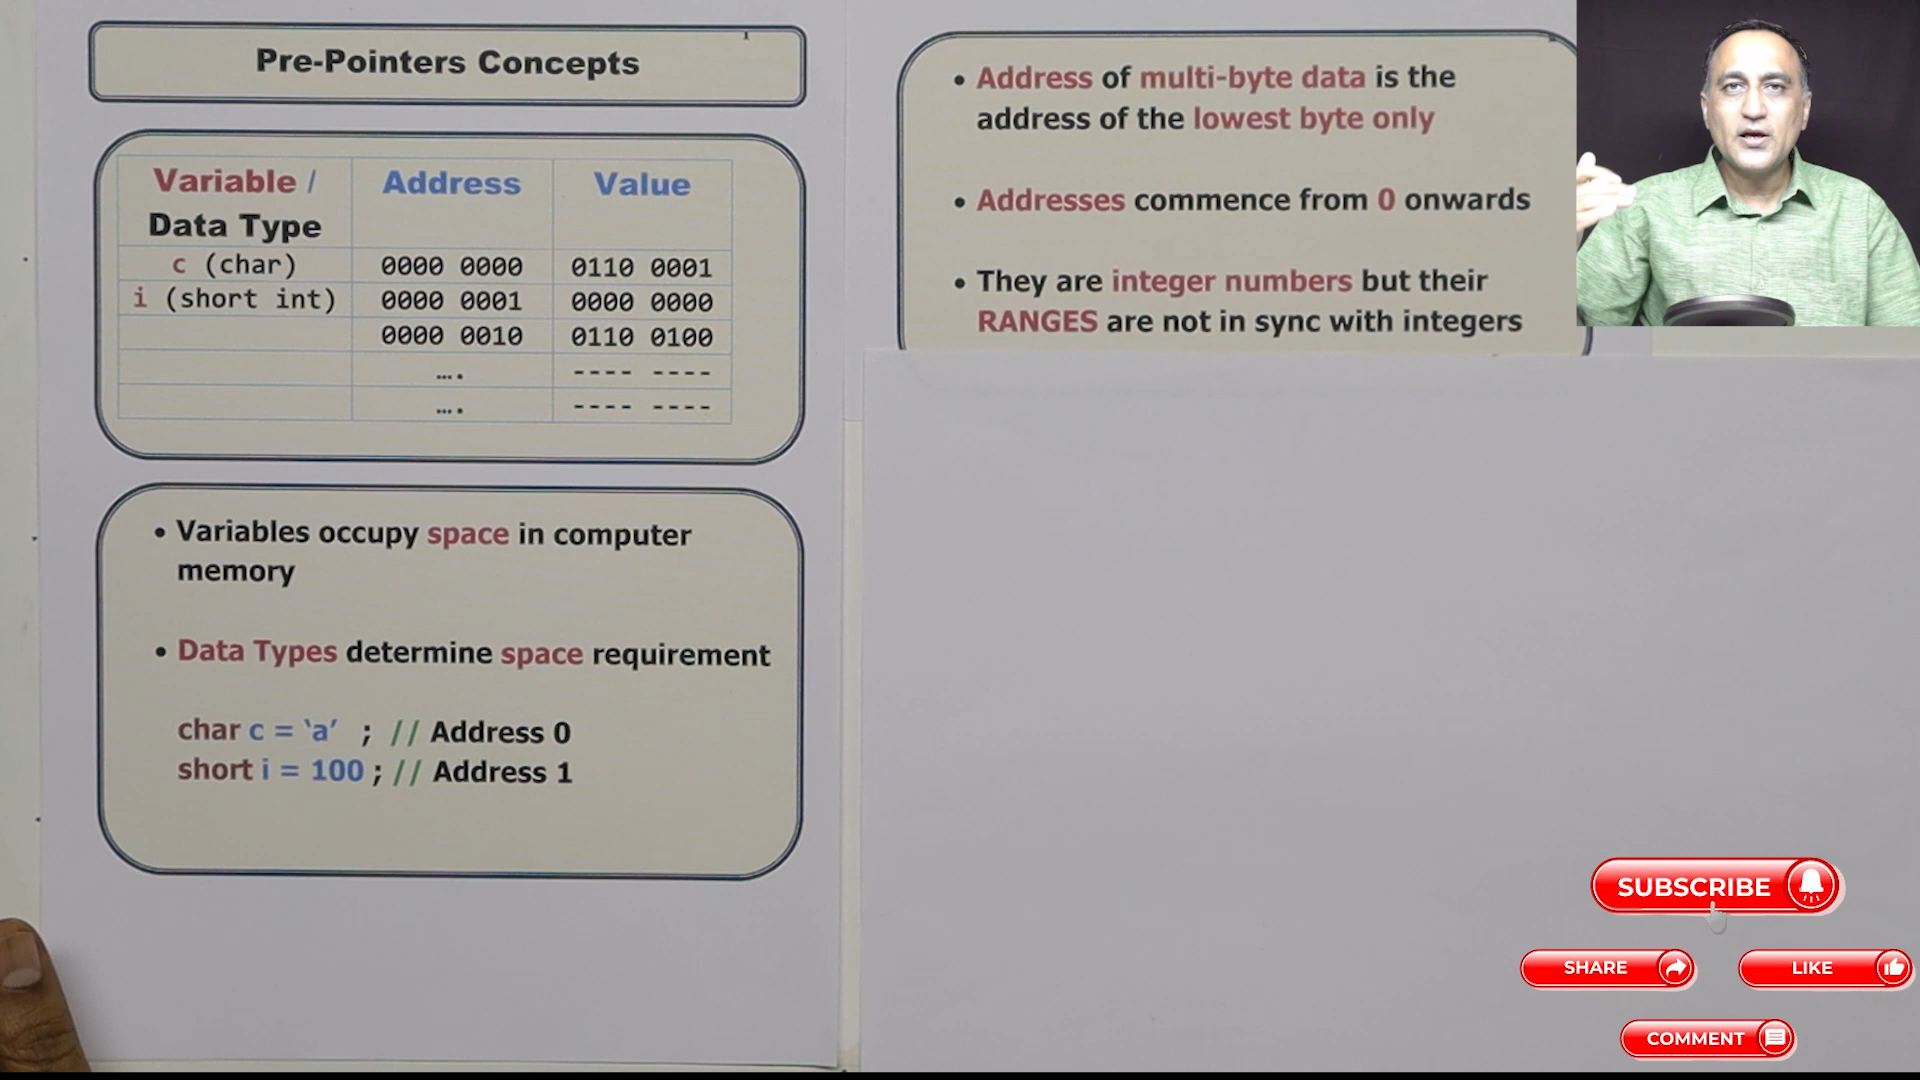 Pre-Pointers Concepts
Variable / Address Value
Data Type
c (char) 0000 0000 0110 0001
i (short int) 0000 0001 0000 0000
0000 0010 0110 0100
.... ---- ----
.... ---- ----
• Variables occupy space in computer
memory
• Data Types determine space requirement
char c = ‘a’ ; // Address 0
short i = 100 ; // Address 1
• Address of multi-byte data is the
address of the lowest byte only
• Addresses commence from 0 onwards
• They are integer numbers but their
RANGES are not in sync with integers
SUBSCRIBE
SHARE LIKE
COMMENT